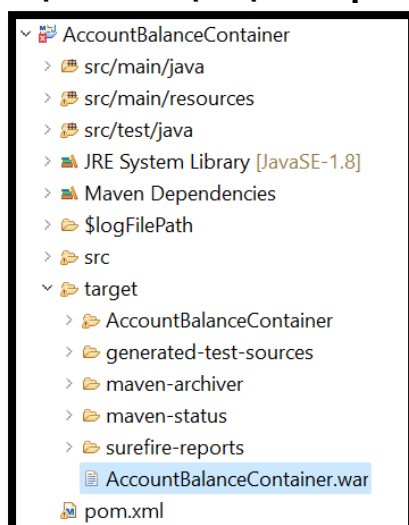 AccountBalanceContainer
src/main/java
src/main/resources
src/test/java
JRE System Library [JavaSE-1.8]
Maven Dependencies
$logFilePath
src
target
AccountBalanceContainer
generated-test-sources
maven-archiver
maven-status
surefire-reports
AccountBalanceContainer.war
pom.xml